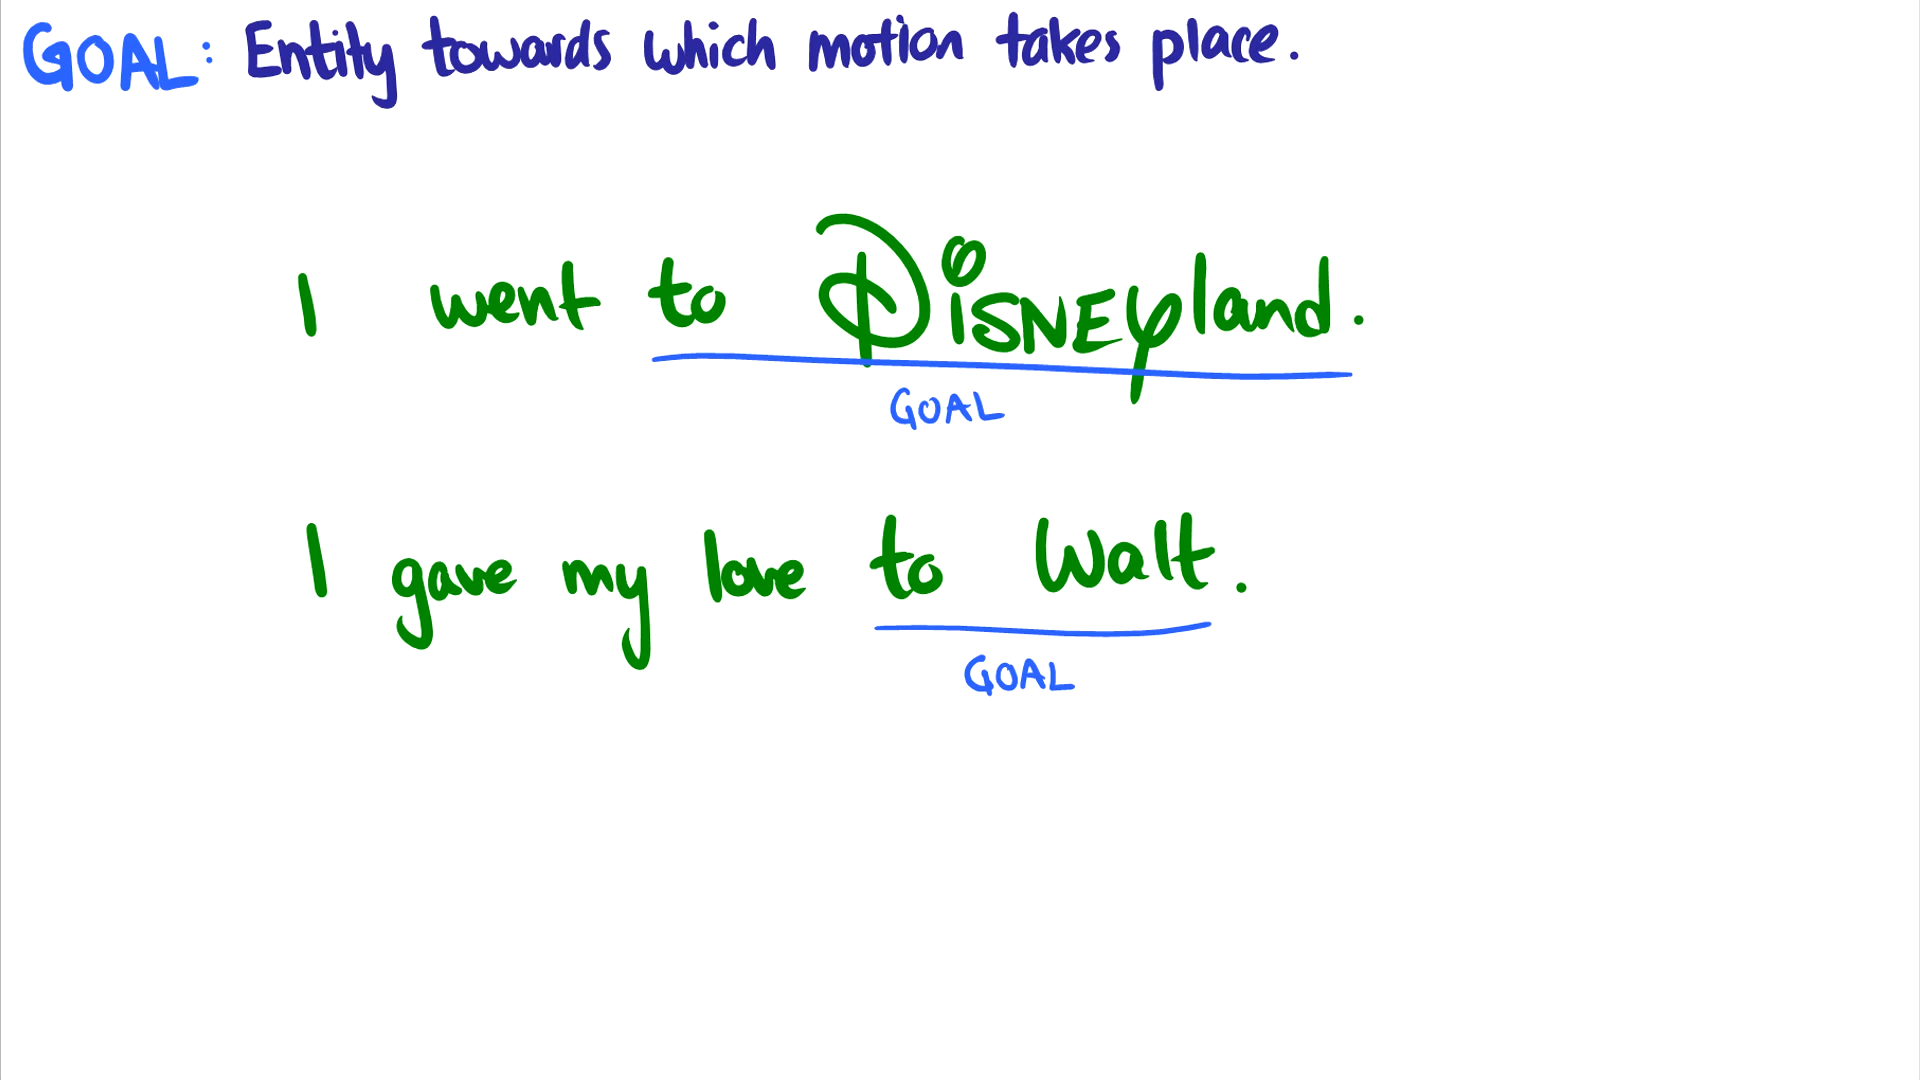 GOAL: Entity towards which motion takes place.
I went to DiSNEyland.
GOAL
I gave my love to Walt.
GOAL